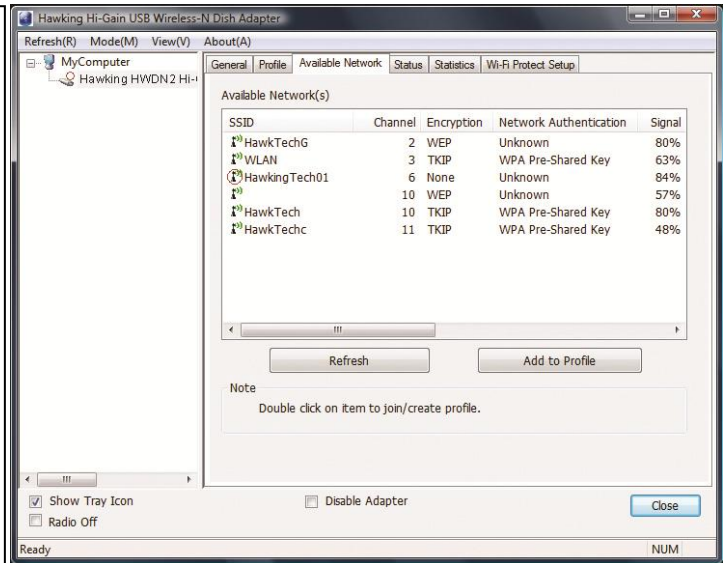 Hawking Hi-Gain USB Wireless-N Dish Adapter
Refresh(R) Mode(M) View(V) About(A)
MyComputer
Hawking HWDN2 Hi-
General Profile Available Network Status Statistics Wi-Fi Protect Setup
Available Network(s)
SSID Channel Encryption Network Authentication Signal
HawkTechG 2 WEP Unknown 80%
WLAN 3 TKIP WPA Pre-Shared Key 63%
HawkingTech01 6 None Unknown 84%
10 WEP Unknown 57%
HawkTech 10 TKIP WPA Pre-Shared Key 80%
HawkTechc 11 TKIP WPA Pre-Shared Key 48%
Refresh Add to Profile
Note
Double click on item to join/create profile.
Show Tray Icon Disable Adapter Close
Radio Off
Ready NUM